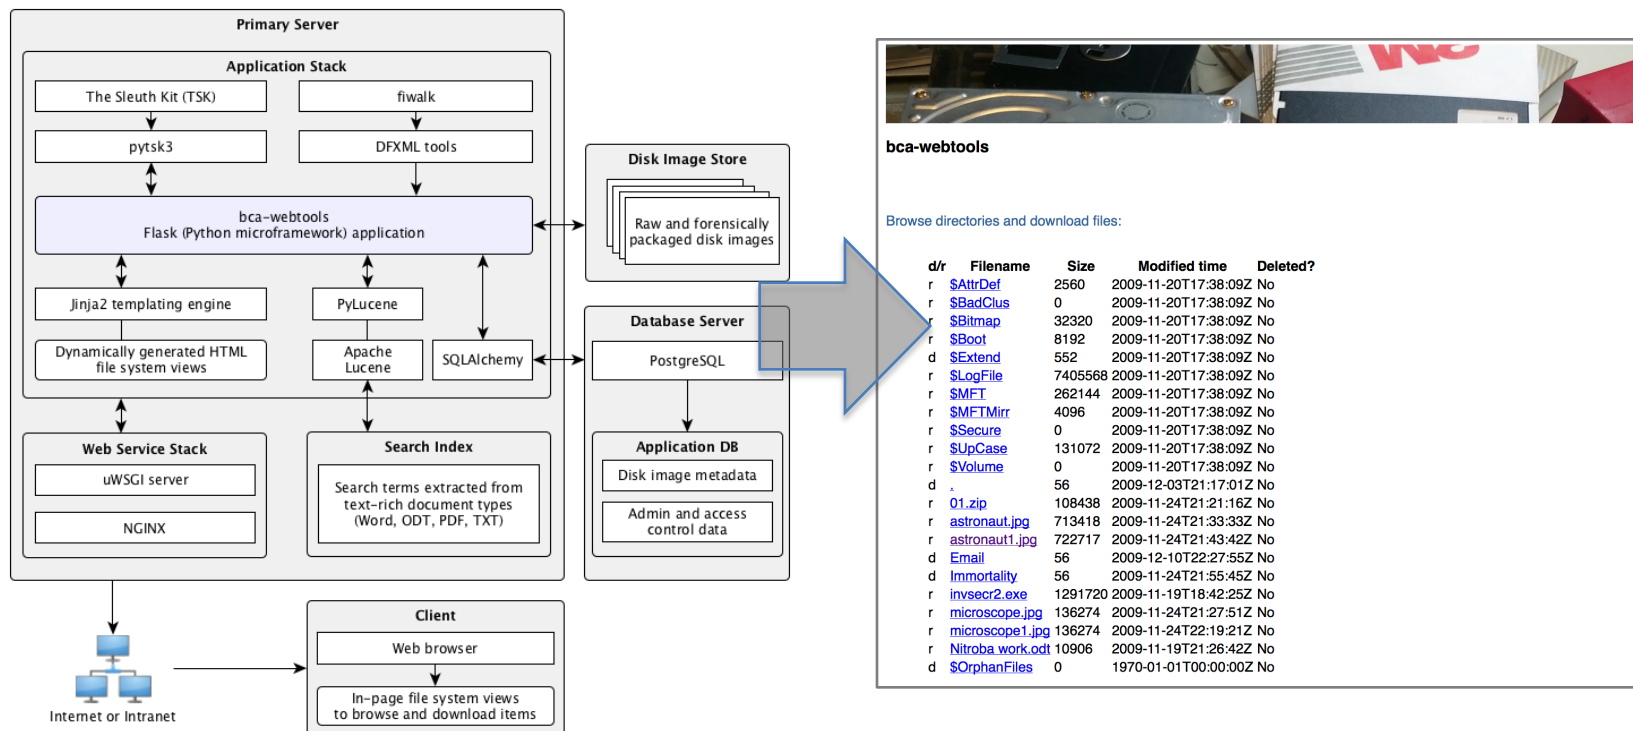 Primary Server
Application Stack
The Sleuth Kit (TSK)
fiwalk
pytsk3
DFXML tools
bca-webtools
Flask (Python microframework) application
Jinja2 templating engine
PyLucene
Dynamically generated HTML
file system views
Apache
Lucene
SQLAlchemy
Web Service Stack
uWSGI server
NGINX
Search Index
Search terms extracted from
text-rich document types
(Word, ODT, PDF, TXT)
Disk Image Store
Raw and forensically
packaged disk images
Database Server
PostgreSQL
Application DB
Disk image metadata
Admin and access
control data
Internet or Intranet
Client
Web browser
In-page file system views
to browse and download items
3M
bca-webtools
Browse directories and download files:
d/r Filename Size Modified time Deleted?
r $AttrDef 2560 2009-11-20T17:38:09Z No
r $BadClus 0 2009-11-20T17:38:09Z No
r $Bitmap 32320 2009-11-20T17:38:09Z No
r $Boot 8192 2009-11-20T17:38:09Z No
d $Extend 552 2009-11-20T17:38:09Z No
r $LogFile 7405568 2009-11-20T17:38:09Z No
r $MFT 262144 2009-11-20T17:38:09Z No
r $MFTMirr 4096 2009-11-20T17:38:09Z No
r $Secure 0 2009-11-20T17:38:09Z No
r $UpCase 131072 2009-11-20T17:38:09Z No
r $Volume 0 2009-11-20T17:38:09Z No
d . 56 2009-12-03T21:17:01Z No
r 01.zip 108438 2009-11-24T21:21:16Z No
r astronaut.jpg 713418 2009-11-24T21:33:33Z No
r astronaut1.jpg 722717 2009-11-24T21:43:42Z No
d Email 56 2009-12-10T22:27:55Z No
d Immortality 56 2009-11-24T21:55:45Z No
r invsecr2.exe 1291720 2009-11-19T18:42:25Z No
r microscope.jpg 136274 2009-11-24T21:27:51Z No
r microscope1.jpg 136274 2009-11-24T22:19:21Z No
r Nitroba work.odt 10906 2009-11-19T21:26:42Z No
d $OrphanFiles 0 1970-01-01T00:00:00Z No